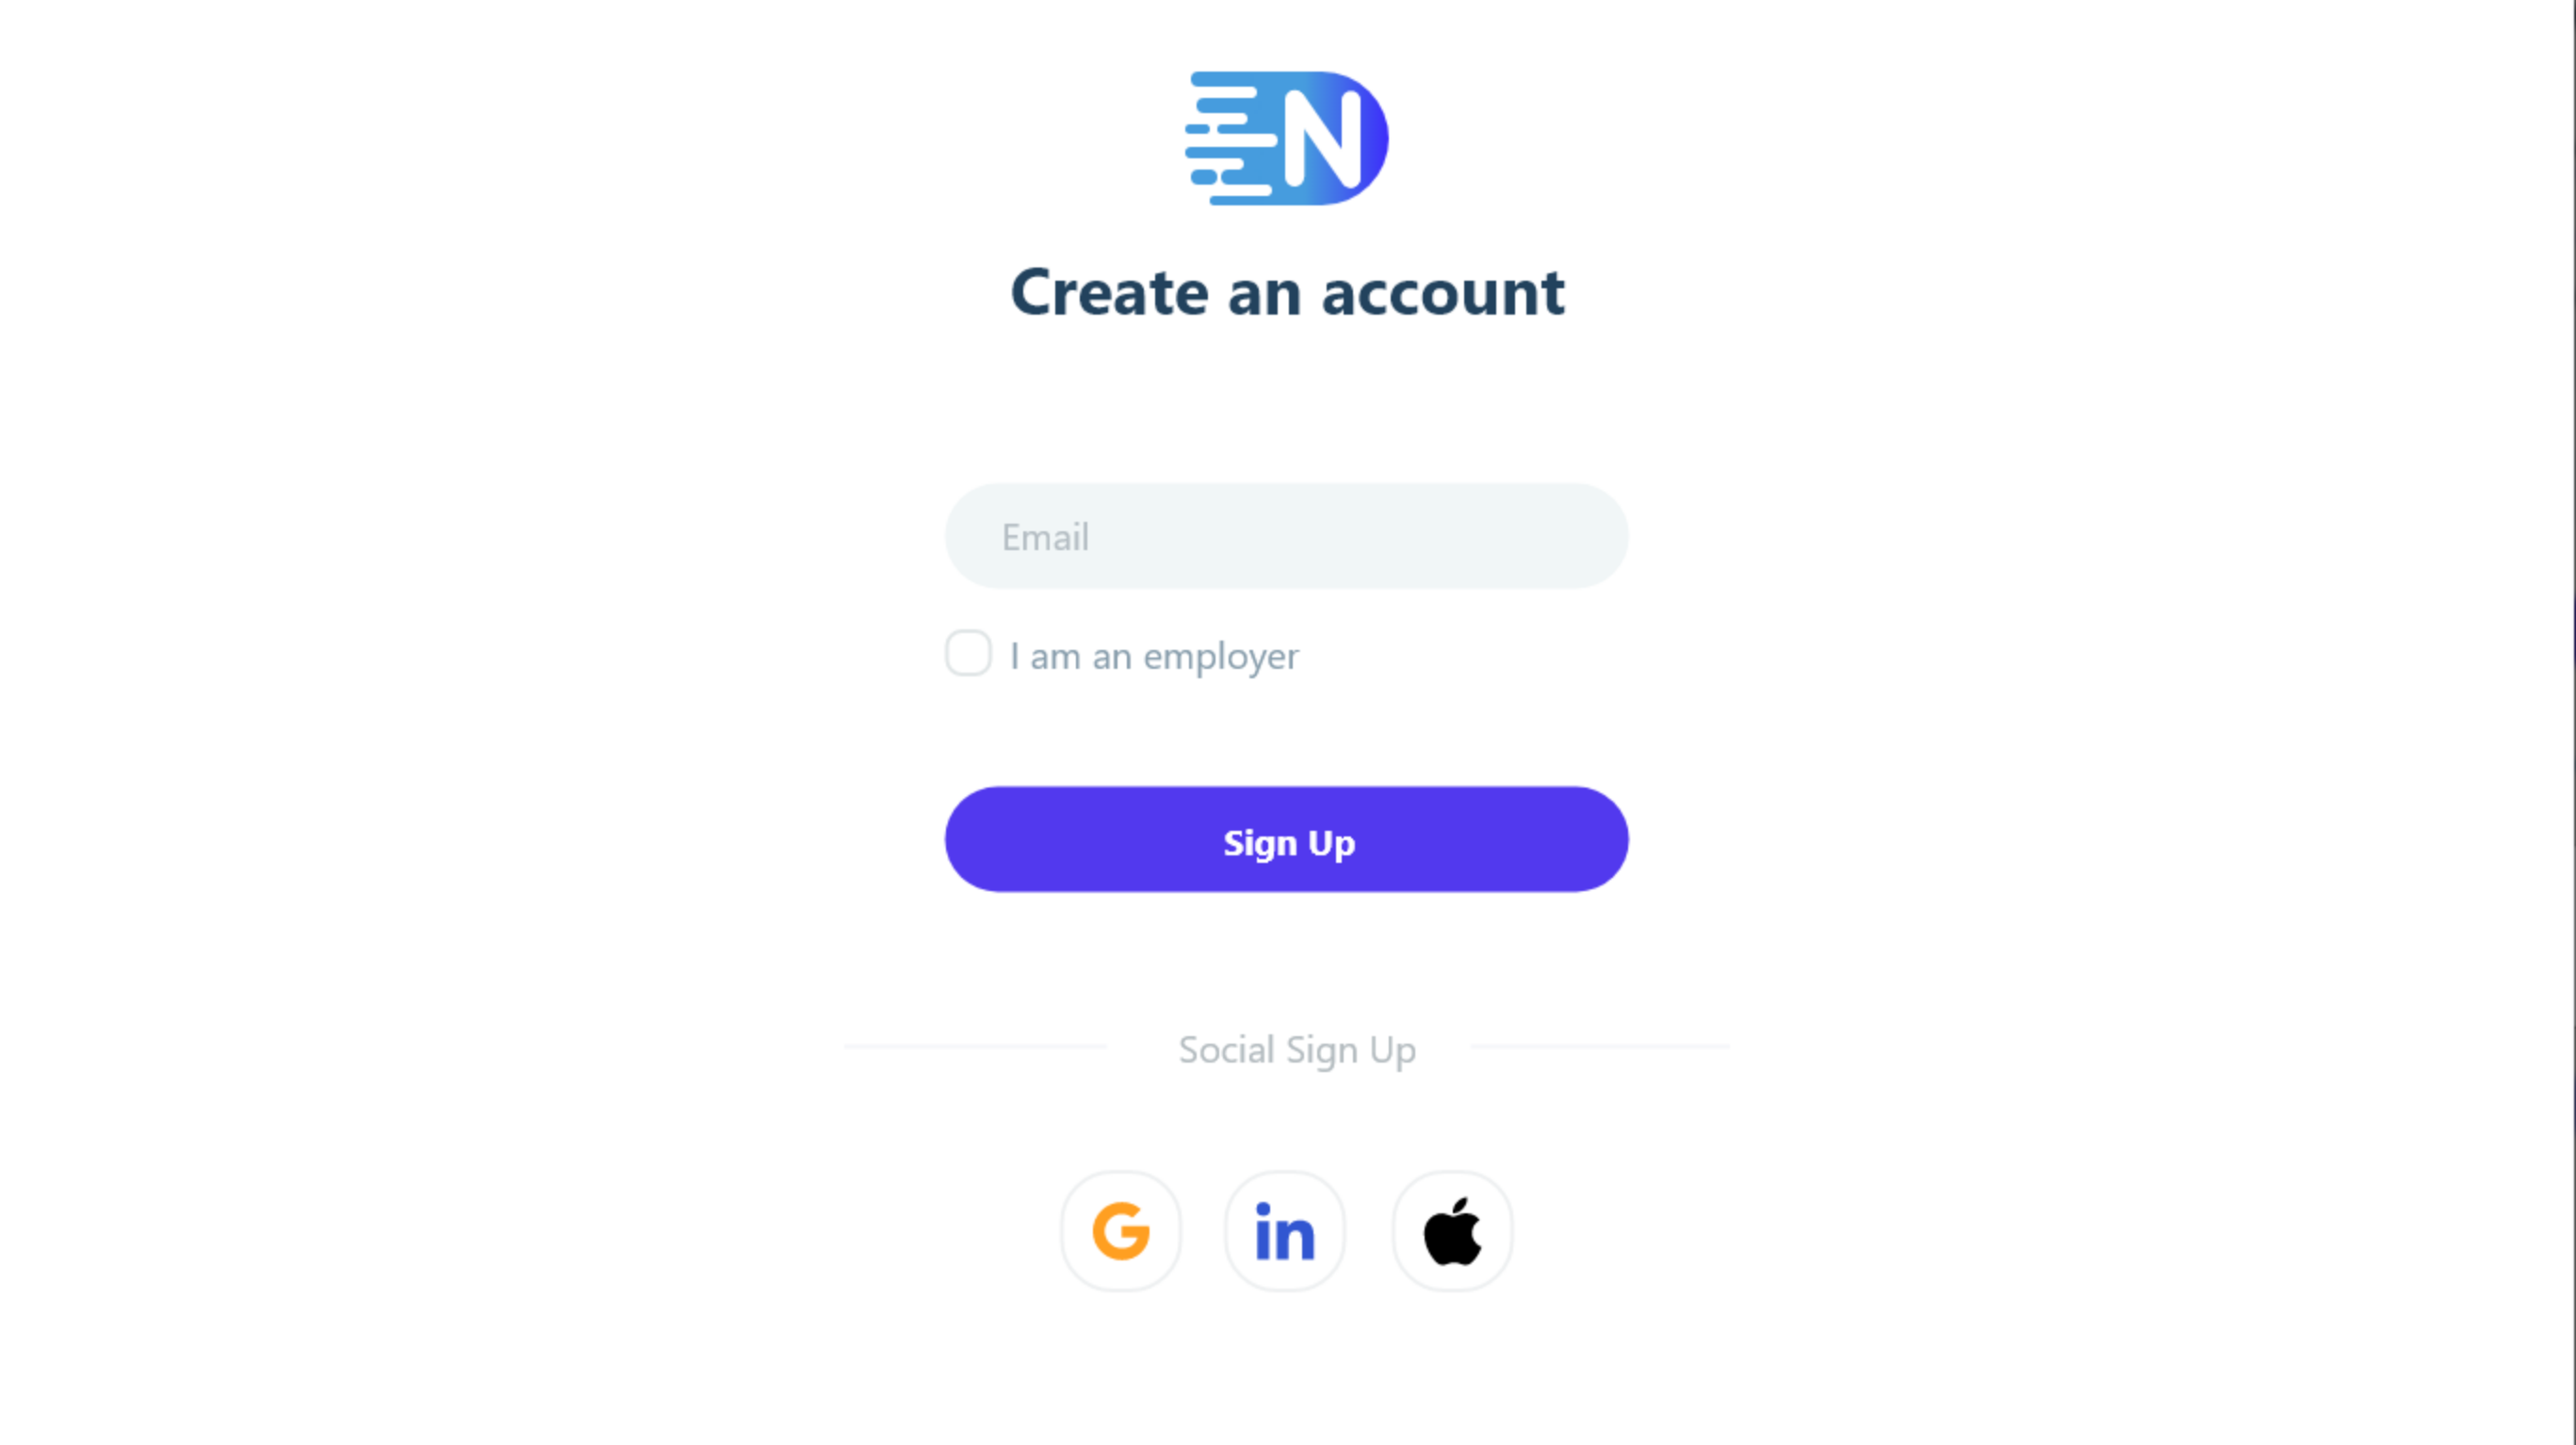 N
Create an account
Email
I am an employer
Sign Up
Social Sign Up
G
in